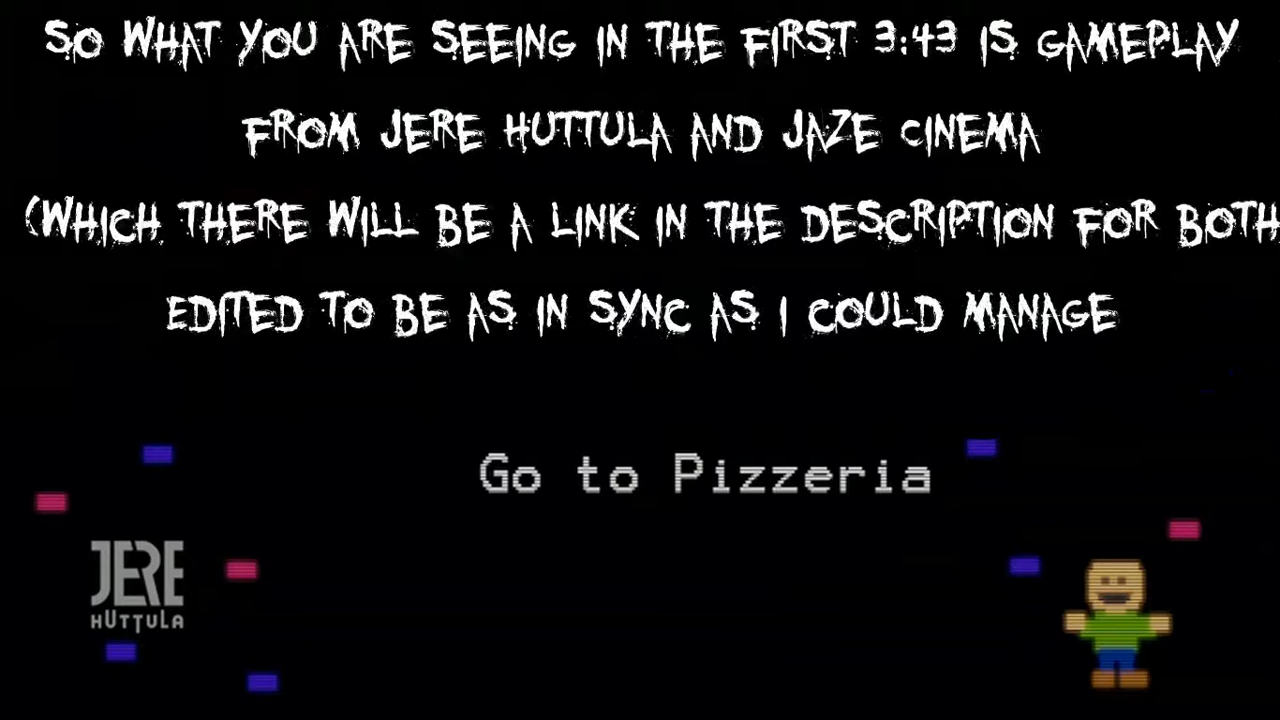 SO WHAT YOU ARE SEEING IN THE FIRST 3:43 IS GAMEPLAY
FROM JERE HUTTULA AND JAZE CINEMA
(WHICH THERE WILL BE A LINK IN THE DESCRIPTION FOR BOTH
EDITED TO BE AS IN SYNC AS I COULD MANAGE
Go to Pizzeria
JERE
HUTTULA